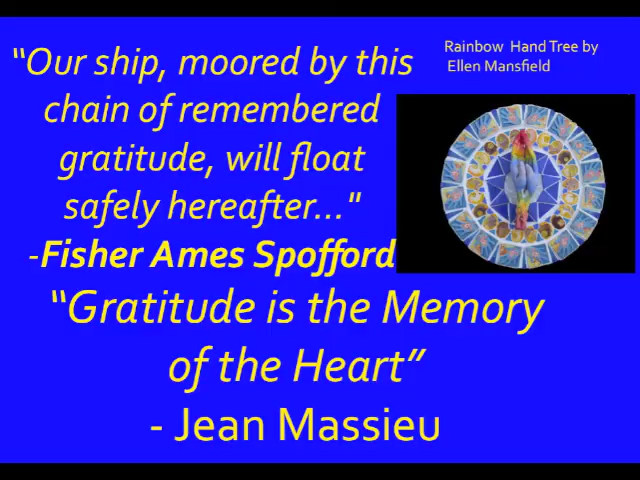 “Our ship, moored by this
chain of remembered
gratitude, will float
safely hereafter..."
-Fisher Ames Spofford
“Gratitude is the Memory
of the Heart”
- Jean Massieu
Rainbow Hand Tree by
Ellen Mansfield